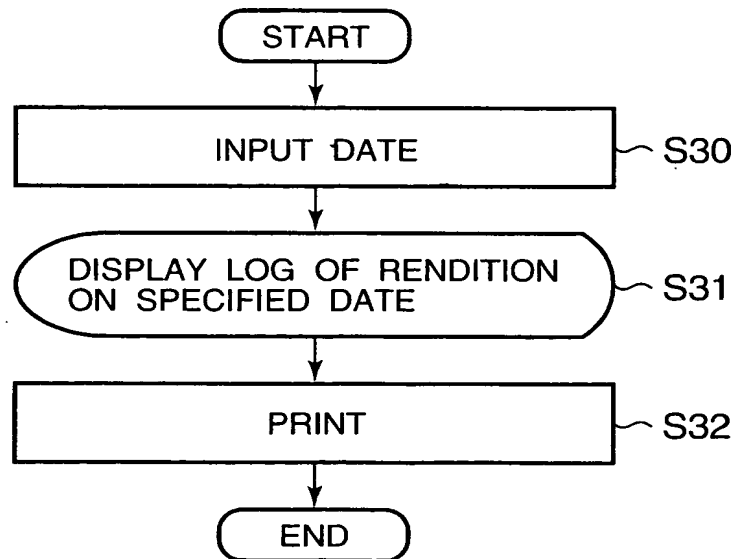 START
INPUT DATE
S30
DISPLAY LOG OF RENDITION
ON SPECIFIED DATE
S31
PRINT
S32
END